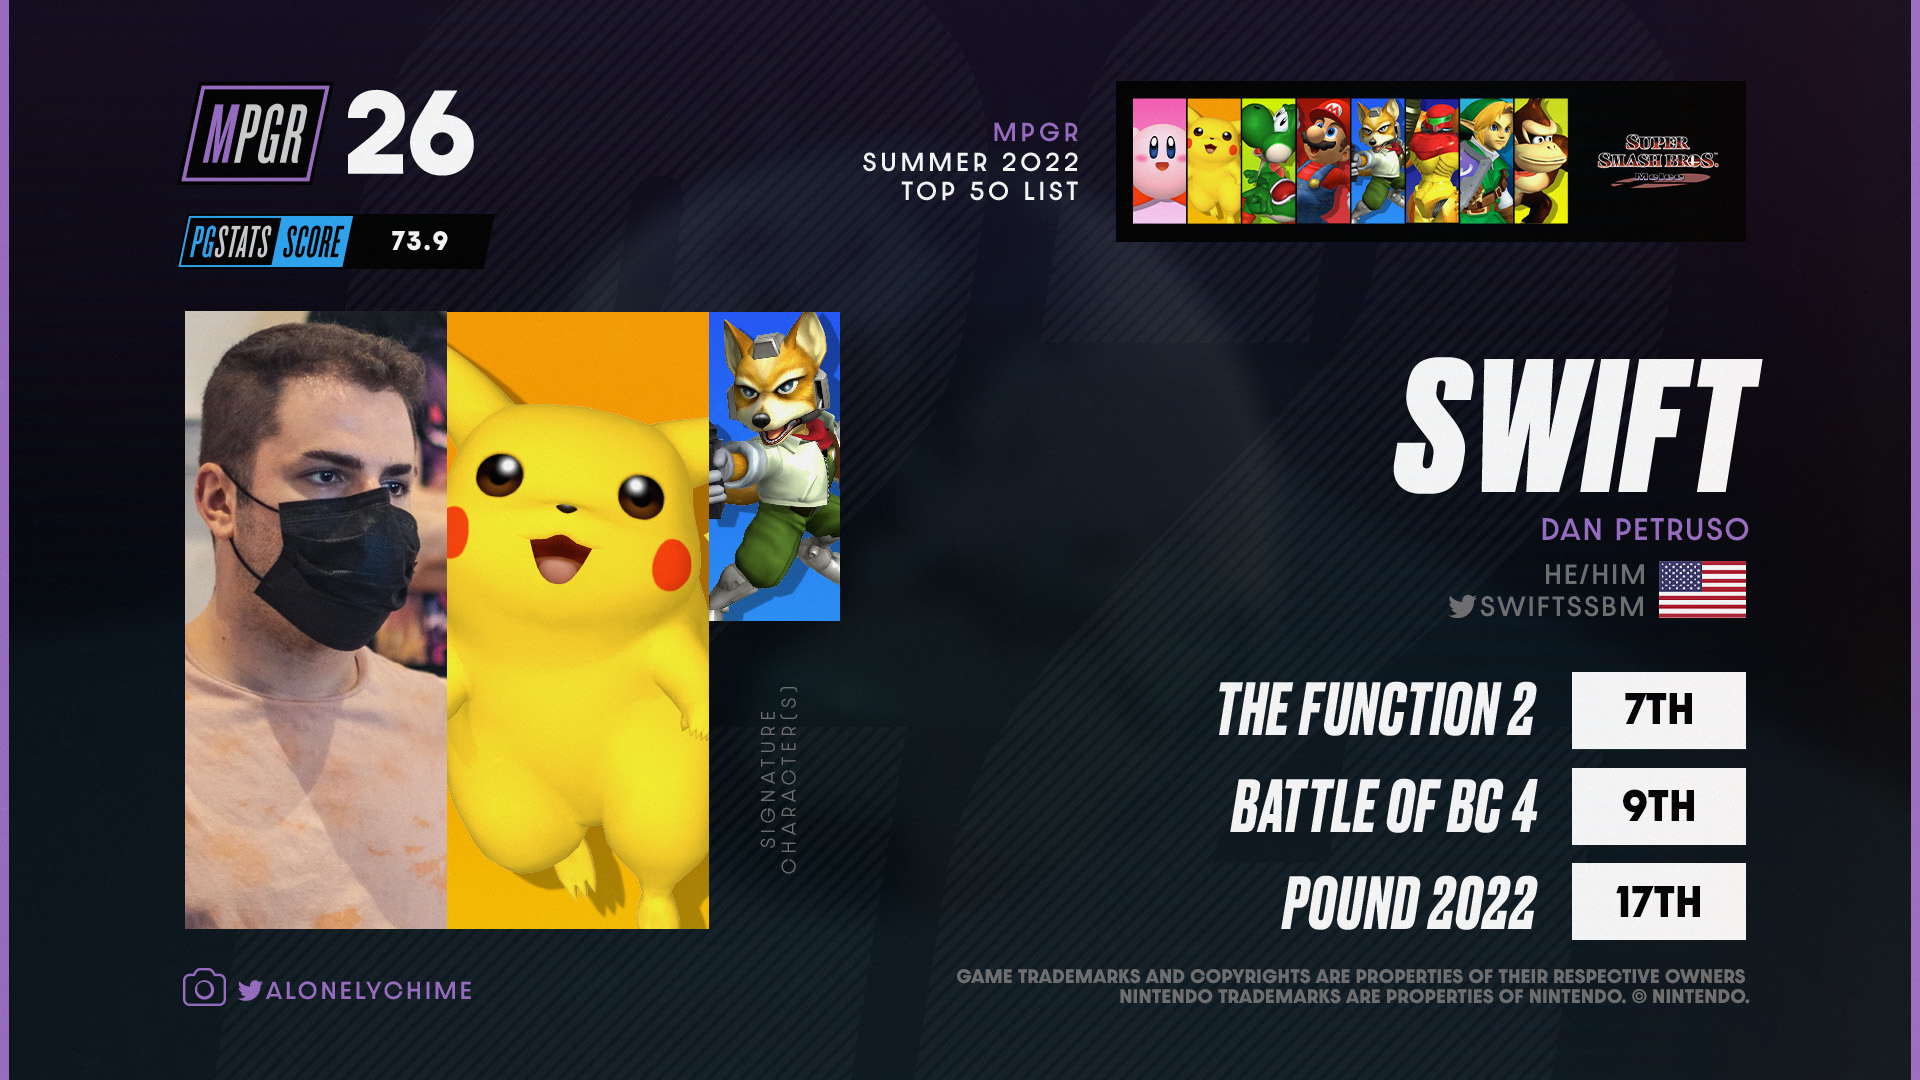 MPGR 26
PGSTATS SCORE 73.9
MPGR
SUMMER 2022
TOP 50 LIST
SUPER
SMASH BROS.
Melee
SWIFT
DAN PETRUSO
HE/HIM
SWIFTSSBM
SIGNATURE
CHARACTER(S)
THE FUNCTION 2 7TH
BATTLE OF BC 4 9TH
POUND 2022 17TH
ALONELYCHIME
GAME TRADEMARKS AND COPYRIGHTS ARE PROPERTIES OF THEIR RESPECTIVE OWNERS
NINTENDO TRADEMARKS ARE PROPERTIES OF NINTENDO. © NINTENDO.